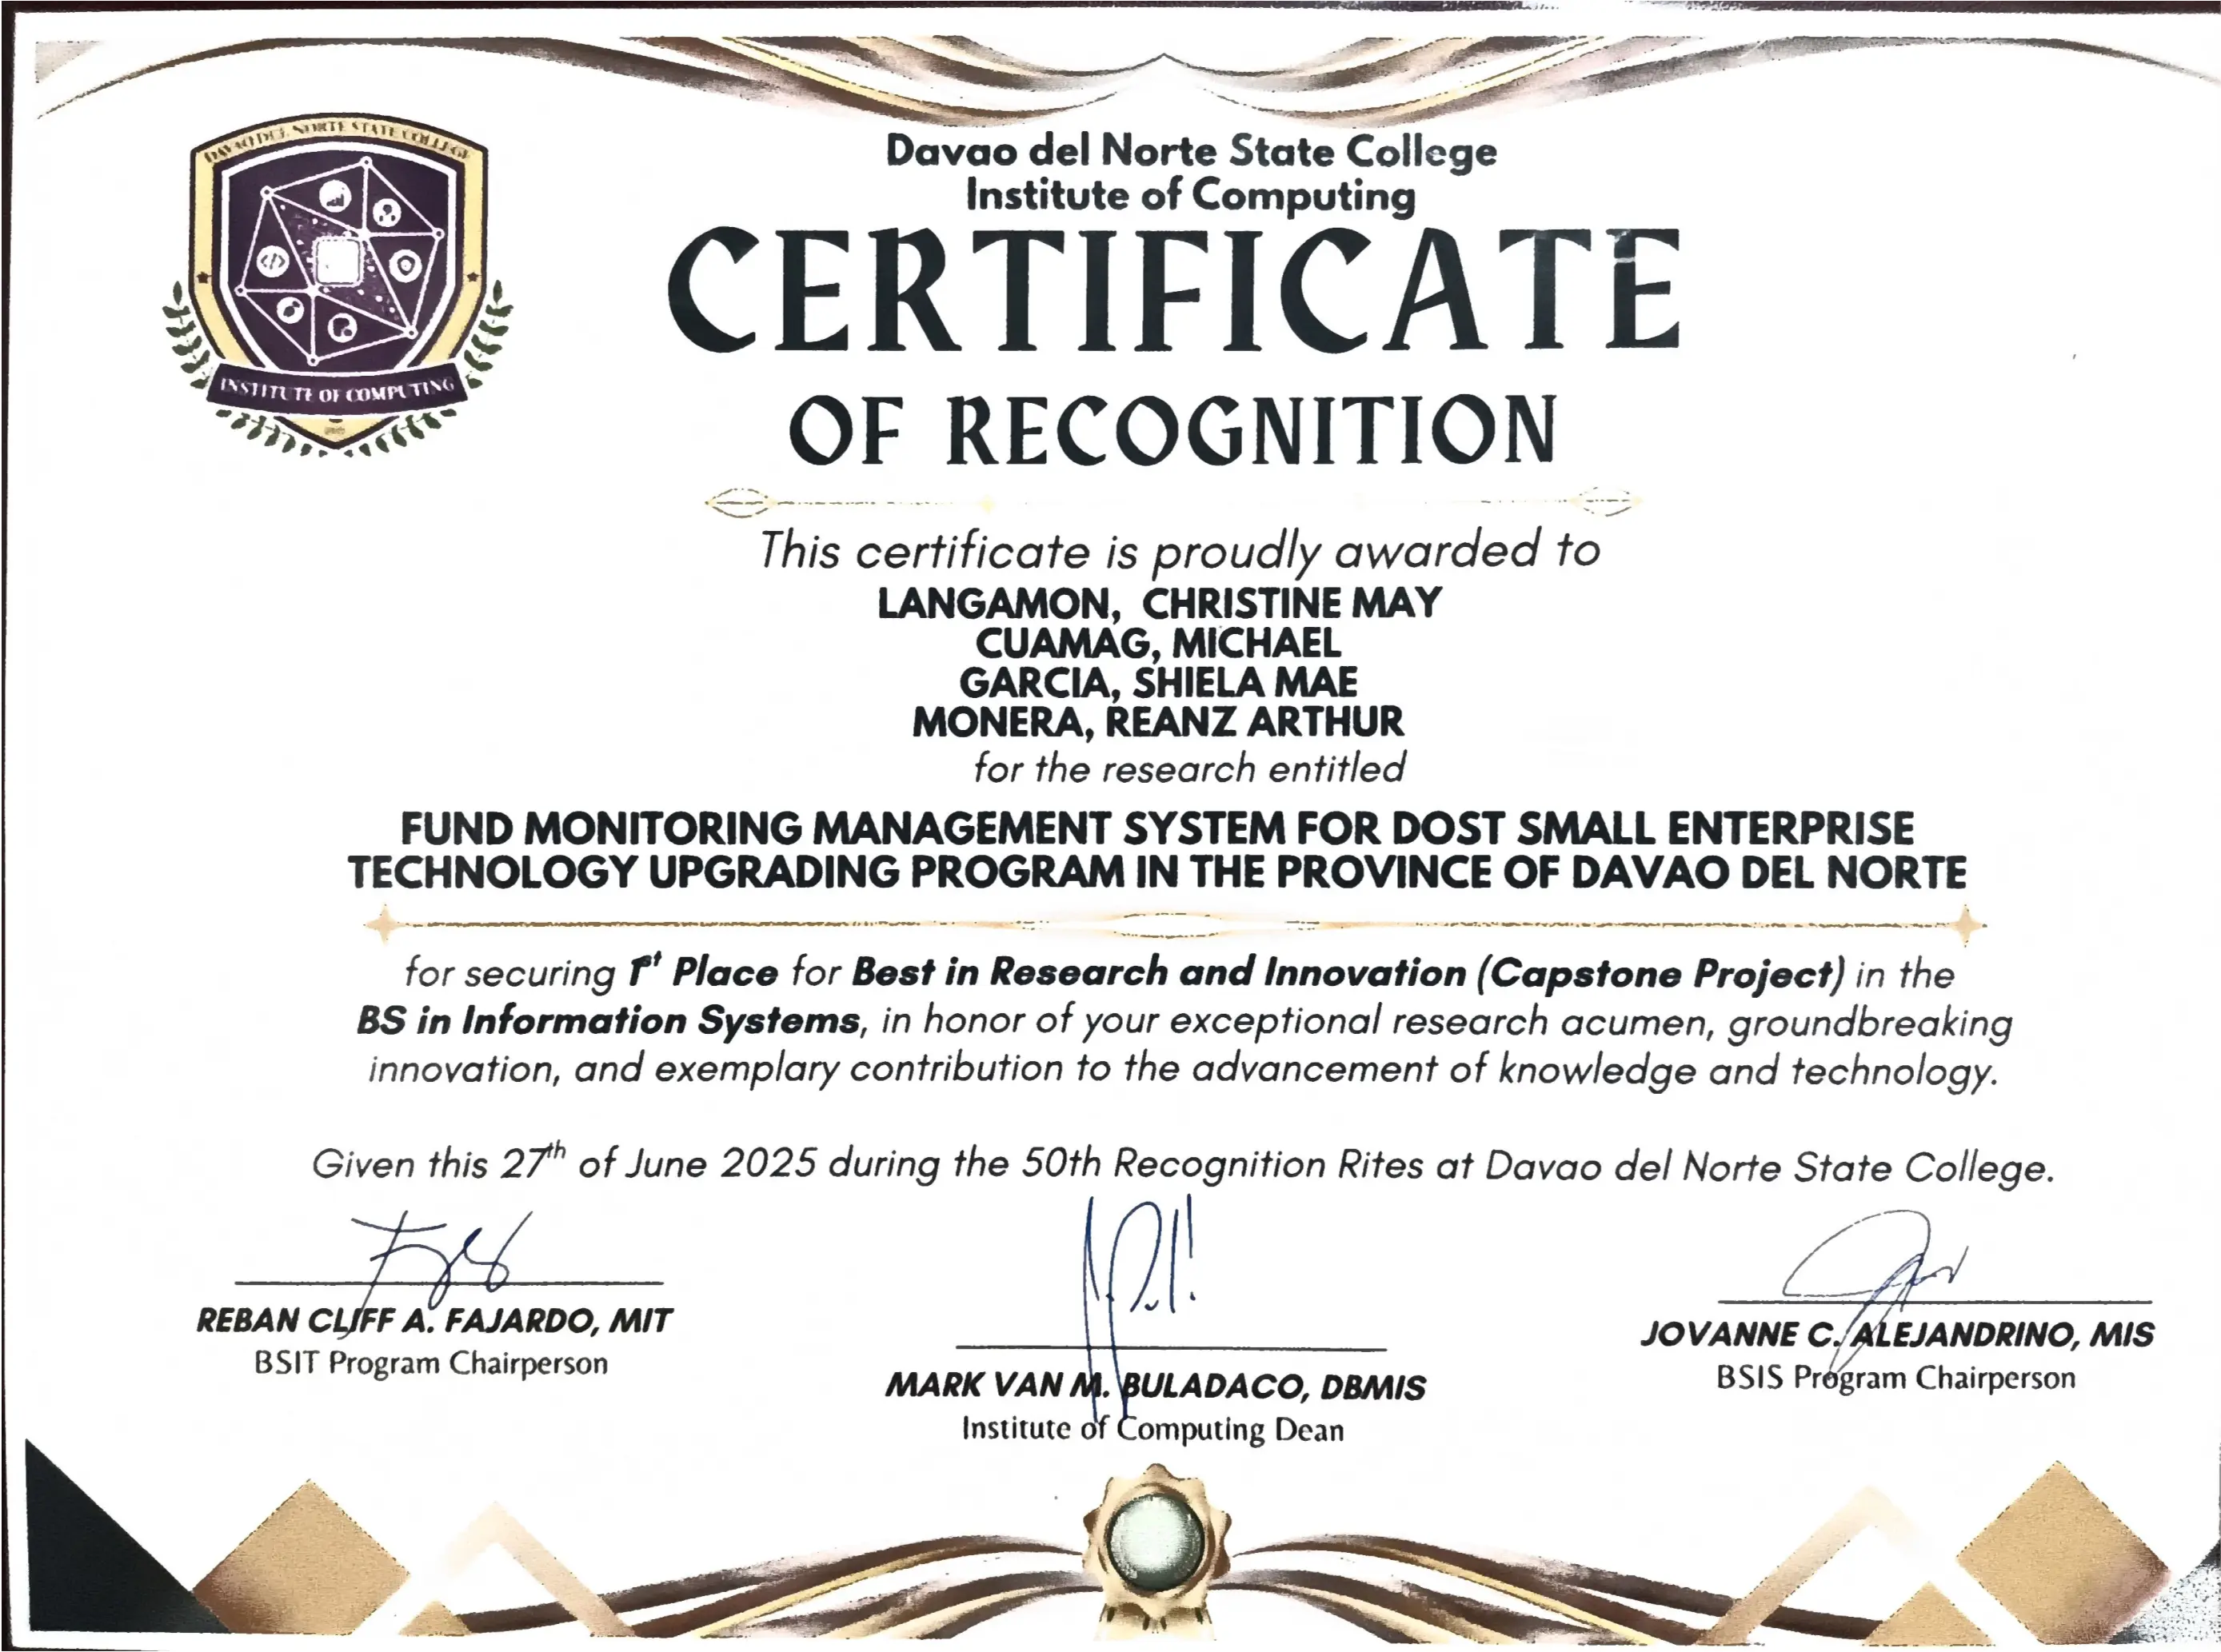 DAVAO DEL NORTE STATE COLLEGE
INSTITUTE OF COMPUTING
Davao del Norte State College
Institute of Computing
CERTIFICATE
OF RECOGNITION
This certificate is proudly awarded to
LANGAMON, CHRISTINE MAY
CUAMAG, MICHAEL
GARCIA, SHIELA MAE
MONERA, REANZ ARTHUR
for the research entitled
FUND MONITORING MANAGEMENT SYSTEM FOR DOST SMALL ENTERPRISE
TECHNOLOGY UPGRADING PROGRAM IN THE PROVINCE OF DAVAO DEL NORTE
for securing 1st Place for Best in Research and Innovation (Capstone Project) in the
BS in Information Systems, in honor of your exceptional research acumen, groundbreaking
innovation, and exemplary contribution to the advancement of knowledge and technology.
Given this 27th of June 2025 during the 50th Recognition Rites at Davao del Norte State College.
REBAN CLIFF A. FAJARDO, MIT
BSIT Program Chairperson
MARK VAN M. BULADACO, DBMIS
Institute of Computing Dean
JOVANNE C. ALEJANDRINO, MIS
BSIS Program Chairperson